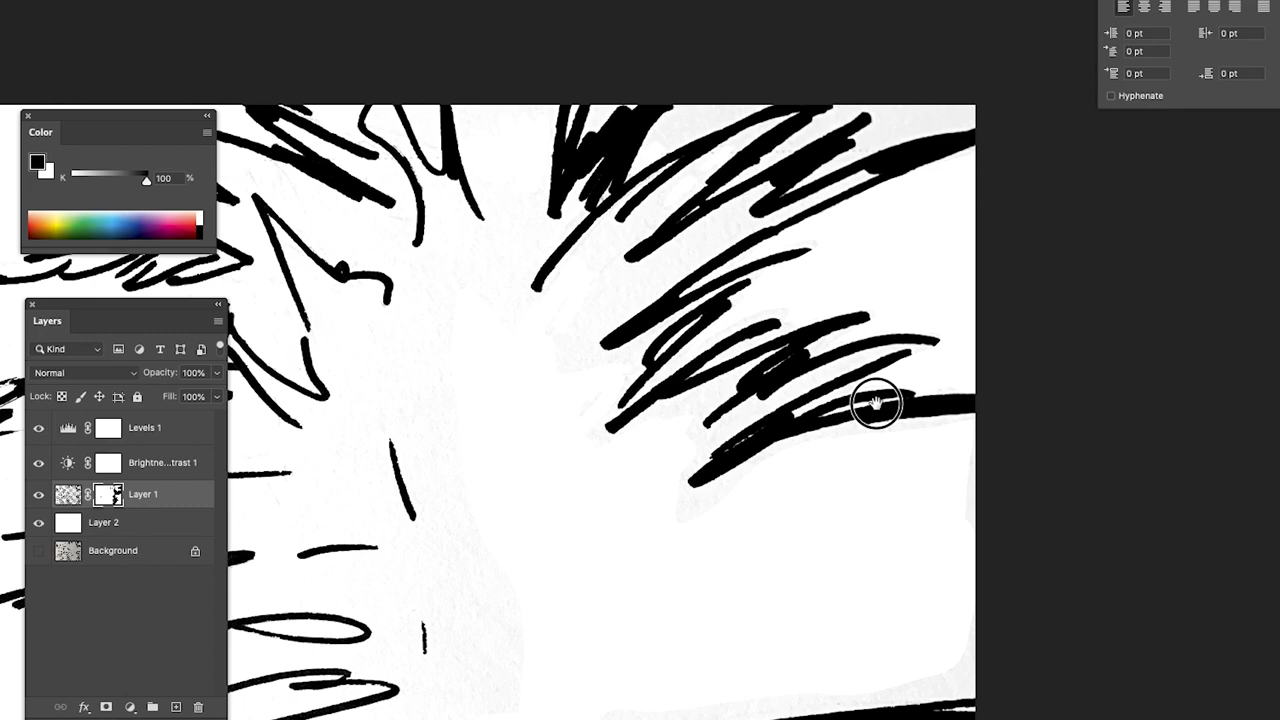 0 pt 0 pt
0 pt
0 pt 0 pt
Hyphenate
Color
K 100 %
Layers
Kind
Normal Opacity: 100%
Lock: Fill: 100%
Levels 1
Brightne...trast 1
Layer 1
Layer 2
Background
fx